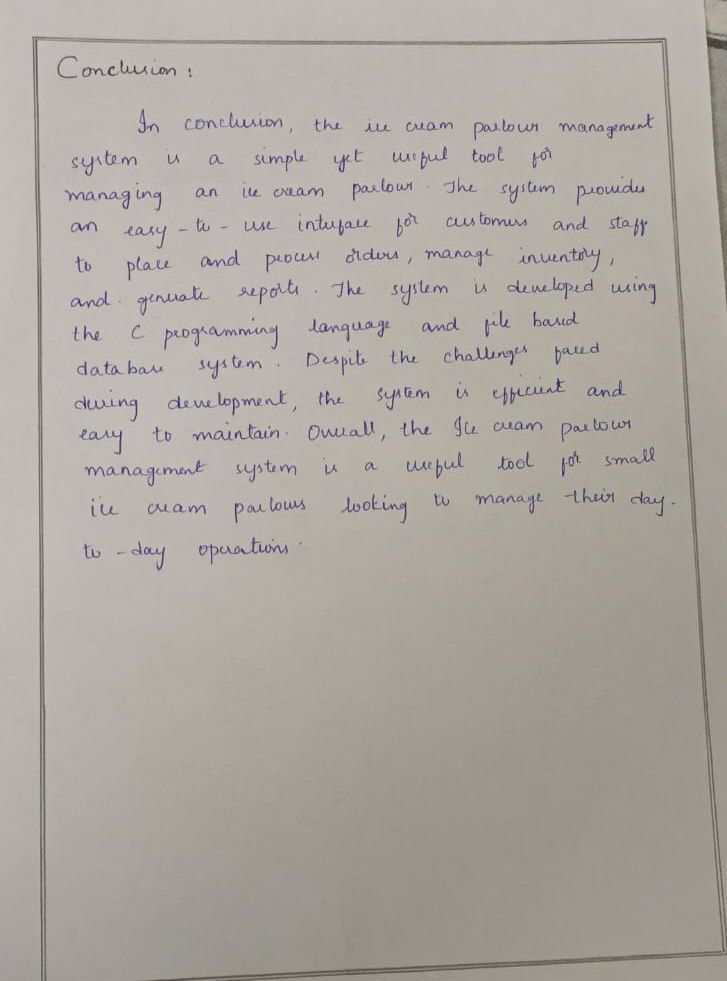 Conclusion :
In conclusion, the ice cream parlour management
system is a simple yet useful tool for
managing an ice cream parlour. The system provides
an easy-to-use interface for customers and staff
to place and process orders, manage inventory,
and. generate reports. The system is developed using
the C programming language and file based
database system. Despite the challenges faced
during development, the system is efficient and
easy to maintain. Overall, the Ice cream parlour
management system is a useful tool for small
ice cream parlours looking to manage their day-
to-day operations.